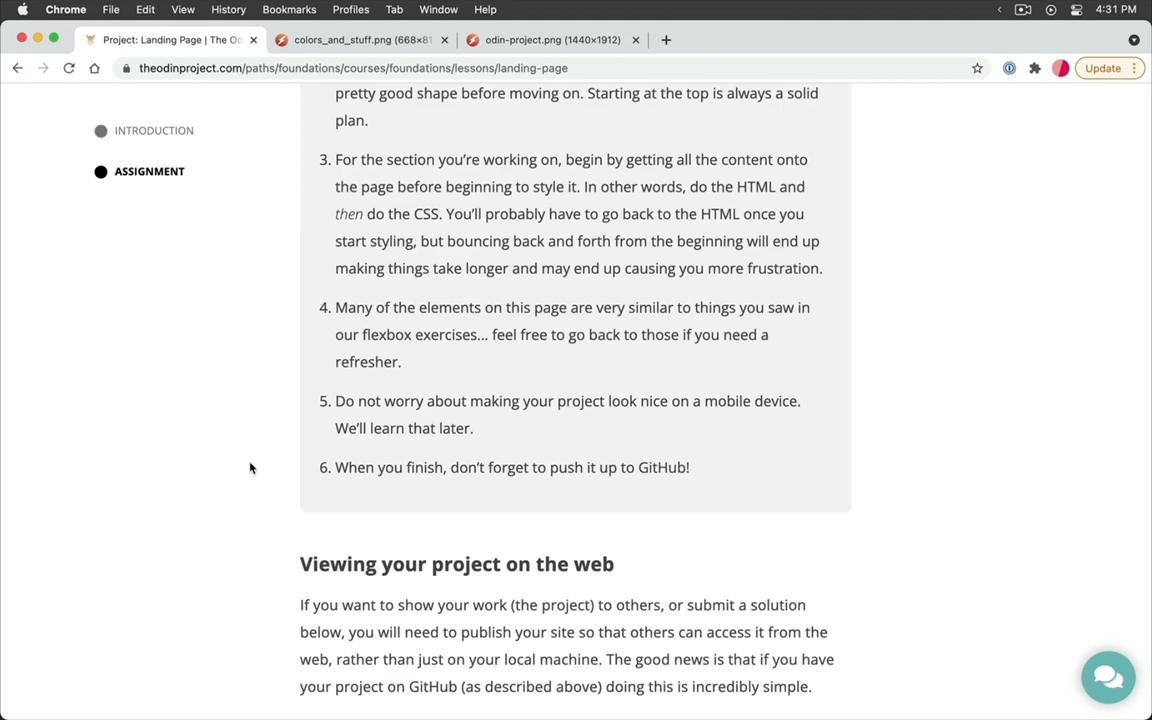 Chrome File Edit View History Bookmarks Profiles Tab Window Help 4:31 PM
Project: Landing Page | The Od colors_and_stuff.png (668×81 odin-project.png (1440×1912)
theodinproject.com/paths/foundations/courses/foundations/lessons/landing-page Update
INTRODUCTION
ASSIGNMENT
pretty good shape before moving on. Starting at the top is always a solid
plan.
3. For the section you’re working on, begin by getting all the content onto
the page before beginning to style it. In other words, do the HTML and
then do the CSS. You’ll probably have to go back to the HTML once you
start styling, but bouncing back and forth from the beginning will end up
making things take longer and may end up causing you more frustration.
4. Many of the elements on this page are very similar to things you saw in
our flexbox exercises… feel free to go back to those if you need a
refresher.
5. Do not worry about making your project look nice on a mobile device.
We’ll learn that later.
6. When you finish, don’t forget to push it up to GitHub!
Viewing your project on the web
If you want to show your work (the project) to others, or submit a solution
below, you will need to publish your site so that others can access it from the
web, rather than just on your local machine. The good news is that if you have
your project on GitHub (as described above) doing this is incredibly simple.